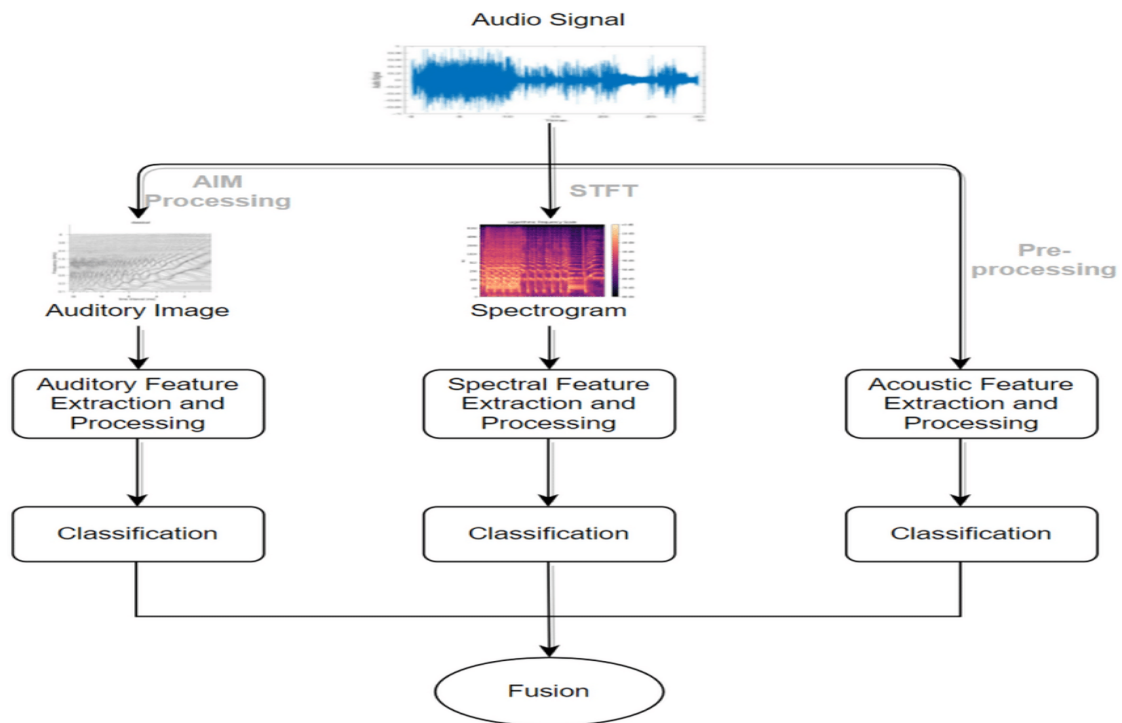 Audio Signal
AIM
Processing
STFT
Pre-
processing
Auditory Image
Spectrogram
Auditory Feature
Extraction and
Processing
Spectral Feature
Extraction and
Processing
Acoustic Feature
Extraction and
Processing
Classification
Classification
Classification
Fusion